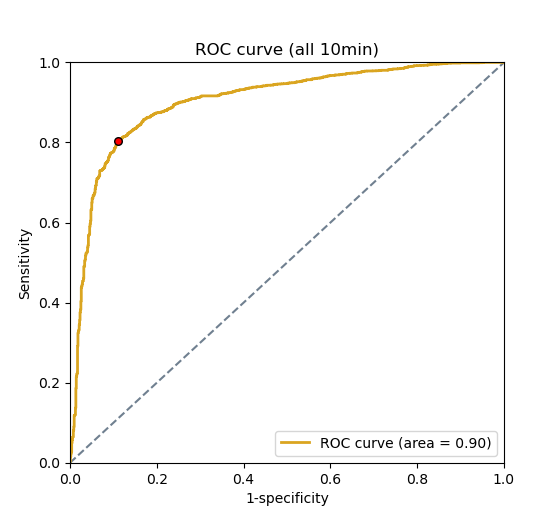 ROC curve (all 10min)
1.0
0.8
0.6
0.4
0.2
0.0
Sensitivity
ROC curve (area = 0.90)
0.0 0.2 0.4 0.6 0.8 1.0
1-specificity